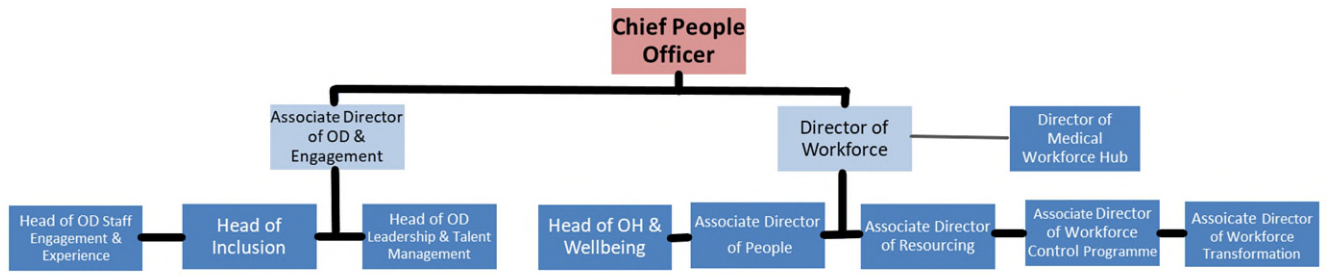 Chief People
Officer
Associate Director
of OD &
Engagement
Director of
Workforce
Director of
Medical
Workforce Hub
Head of OD Staff
Engagement &
Experience
Head of
Inclusion
Head of OD
Leadership & Talent
Management
Head of OH &
Wellbeing
Associate Director
of People
Associate Director
of Resourcing
Associate Director
of Workforce
Control Programme
Assoicate Director
of Workforce
Transformation